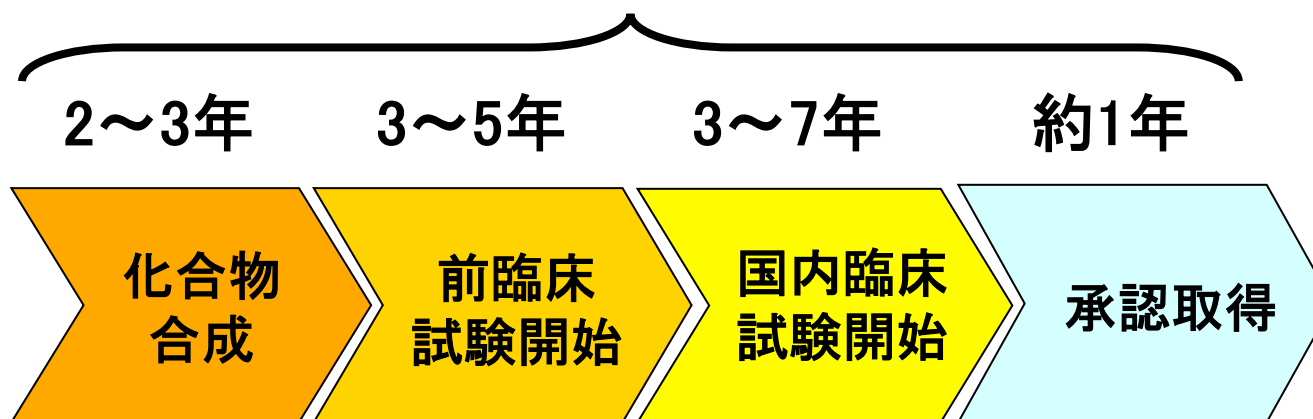 2～3年
3～5年
3～7年
約1年
化合物
合成
前臨床
試験開始
国内臨床
試験開始
承認取得